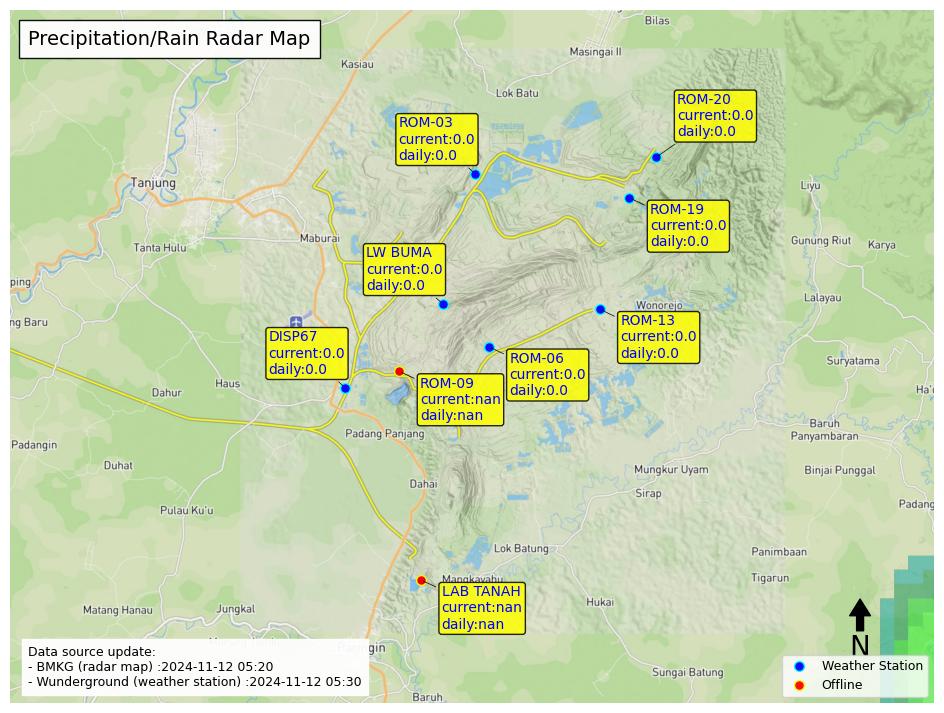 Precipitation/Rain Radar Map
Bilas
Masingai II
Kasiau
Lok Batu
ROM-20
current:0.0
daily:0.0
ROM-03
current:0.0
daily:0.0
Tanjung
Liyu
ROM-19
current:0.0
daily:0.0
Maburai
Tanta Hulu
Gunung Riut
Karya
LW BUMA
current:0.0
daily:0.0
ping
Lalayau
Wonorejo
ng Baru
ROM-13
current:0.0
daily:0.0
DISP67
current:0.0
daily:0.0
ROM-06
current:0.0
daily:0.0
Suryatama
Haus
Dahur
ROM-09
current:nan
daily:nan
Ha'
Baruh
Panyambaran
Padang Panjang
Padangin
Duhat
Mungkur Uyam
Binjai Punggal
Dahai
Sirap
Padang
Pulau Ku'u
Lok Batung
Panimbaan
Mangkayahu
Tigarun
LAB TANAH
current:nan
daily:nan
Hukai
Matang Hanau
Jungkal
N
Data source update:
- BMKG (radar map) :2024-11-12 05:20
- Wunderground (weather station) :2024-11-12 05:30
Sungai Batung
Baruh
Weather Station
Offline